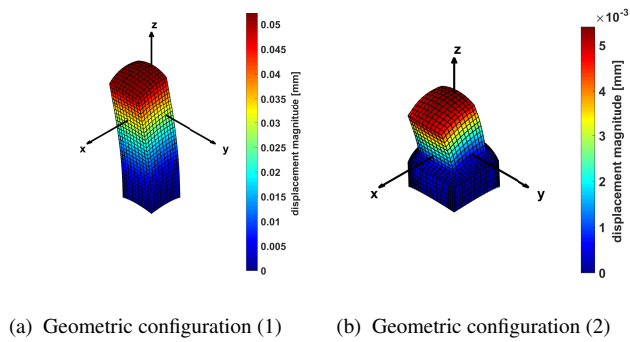 z
x
y
0.05
0.045
0.04
0.035
0.03
0.025
0.02
0.015
0.01
0.005
0
displacement magnitude [mm]
(a) Geometric configuration (1)
z
x
y
×10⁻³
5
4
3
2
1
0
displacement magnitude [mm]
(b) Geometric configuration (2)